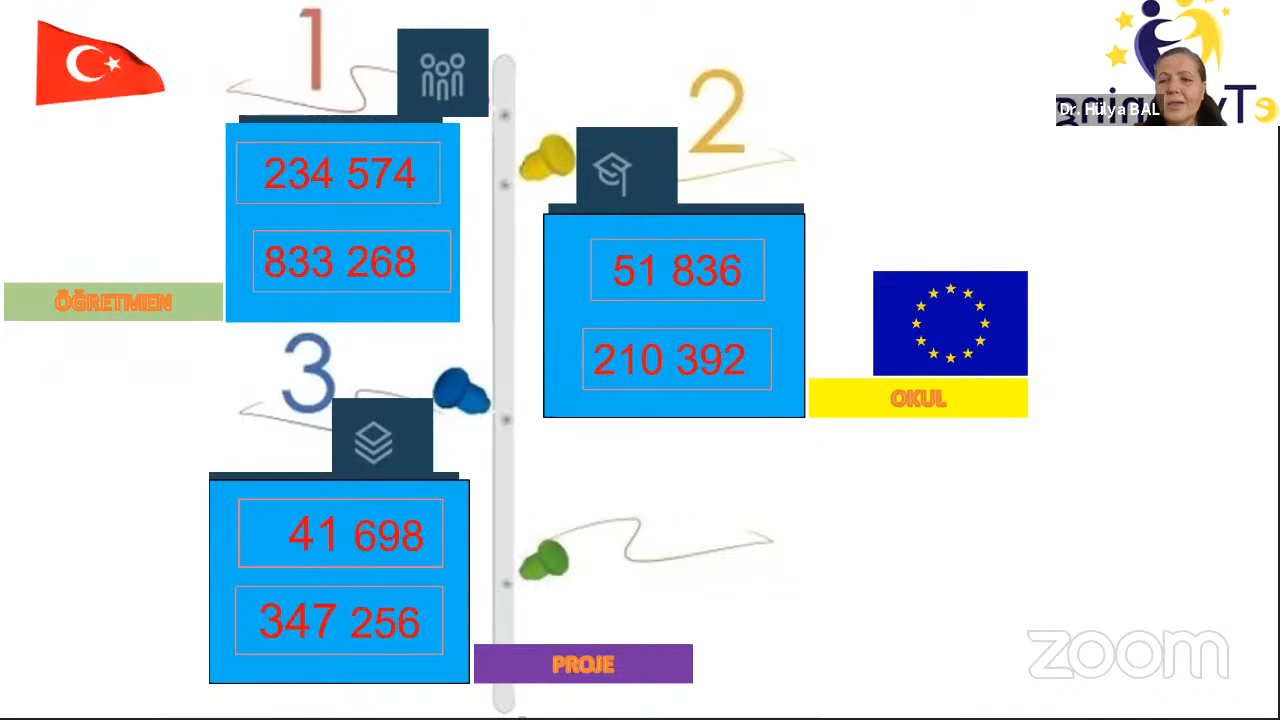 1
234 574
833 268
ÖĞRETMEN
2
51 836
210 392
OKUL
3
41 698
347 256
PROJE
Dr. Hülya BAL
zoom